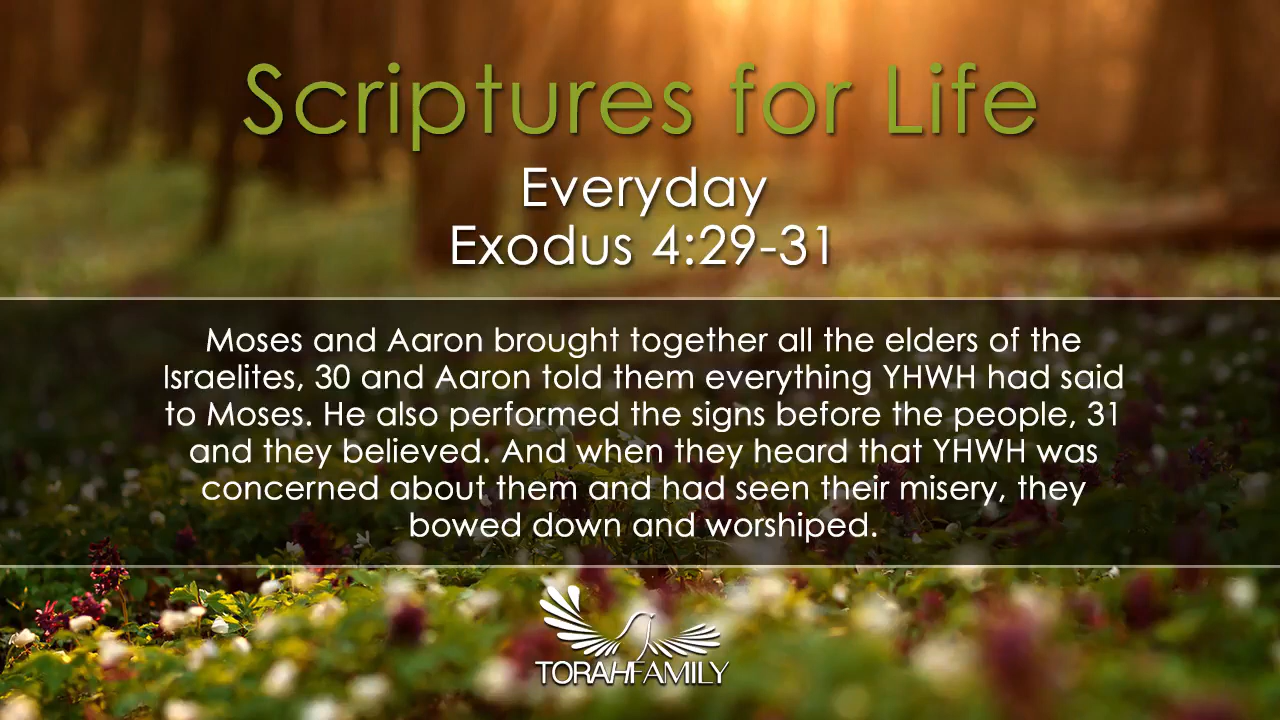 Scriptures for Life
Everyday
Exodus 4:29-31
Moses and Aaron brought together all the elders of the
Israelites, 30 and Aaron told them everything YHWH had said
to Moses. He also performed the signs before the people, 31
and they believed. And when they heard that YHWH was
concerned about them and had seen their misery, they
bowed down and worshiped.
TORAHFAMILY